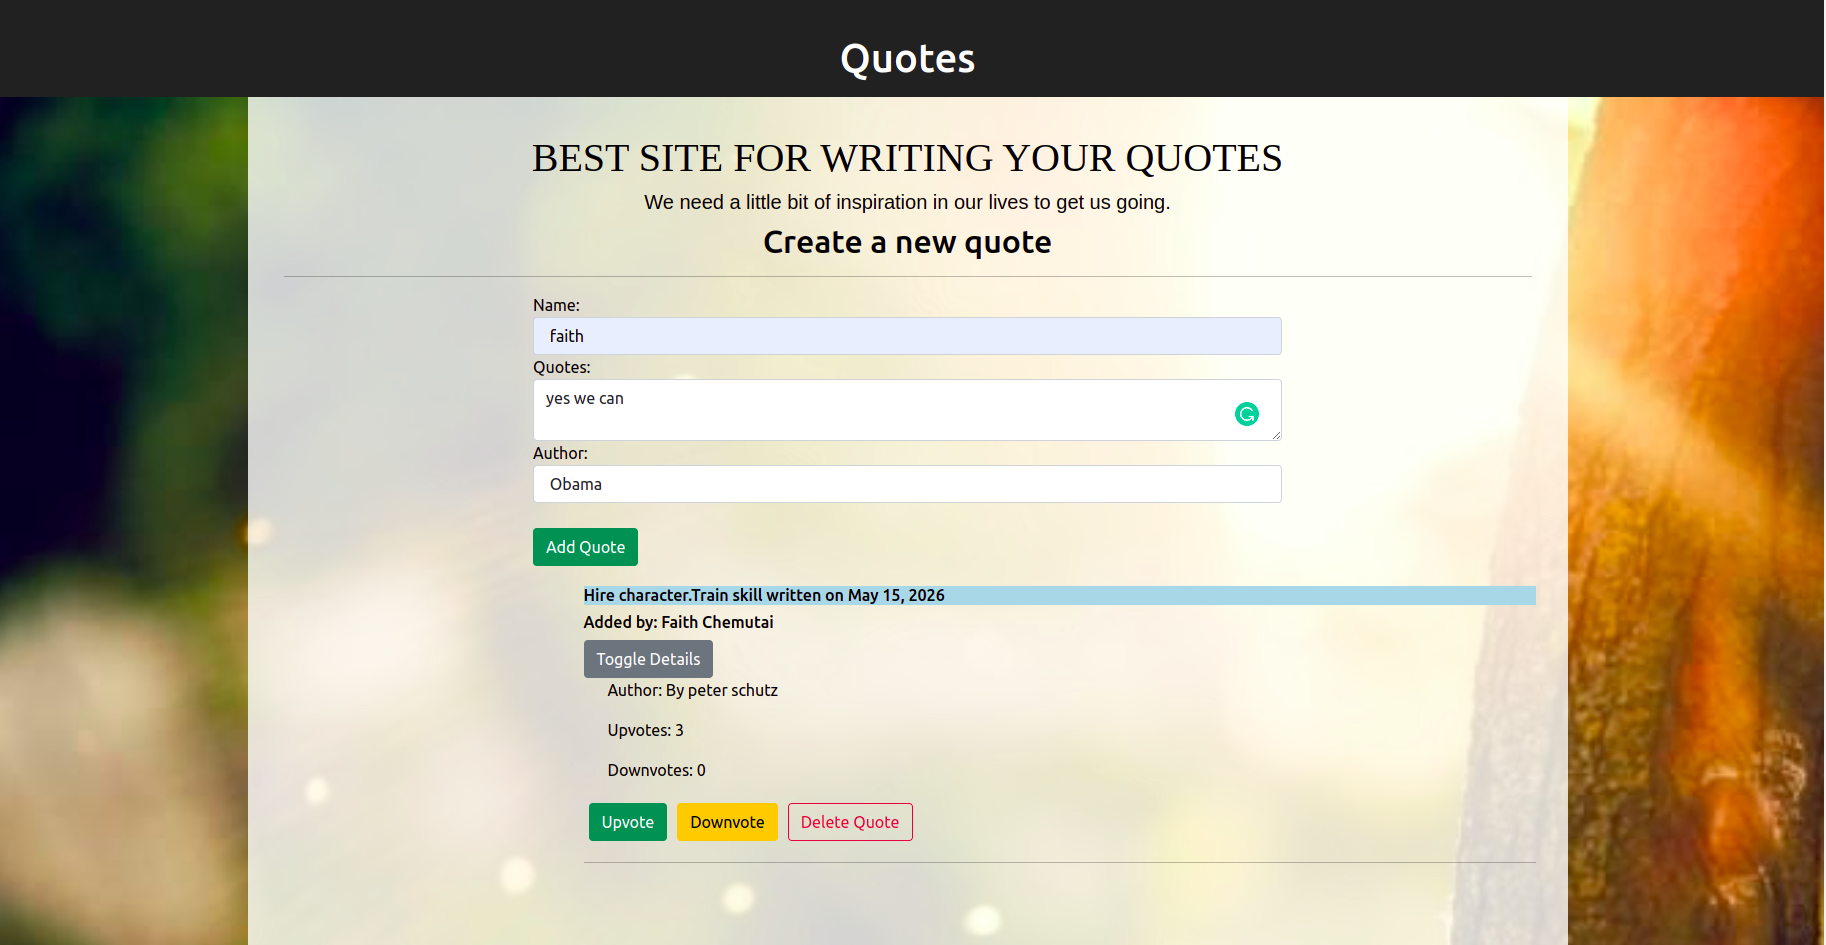 Quotes
BEST SITE FOR WRITING YOUR QUOTES
We need a little bit of inspiration in our lives to get us going.
Create a new quote
Name:
faith
Quotes:
yes we can
Author:
Obama
Add Quote
Hire character.Train skill written on May 15, 2026
Added by: Faith Chemutai
Toggle Details
Author: By peter schutz
Upvotes: 3
Downvotes: 0
Upvote Downvote Delete Quote